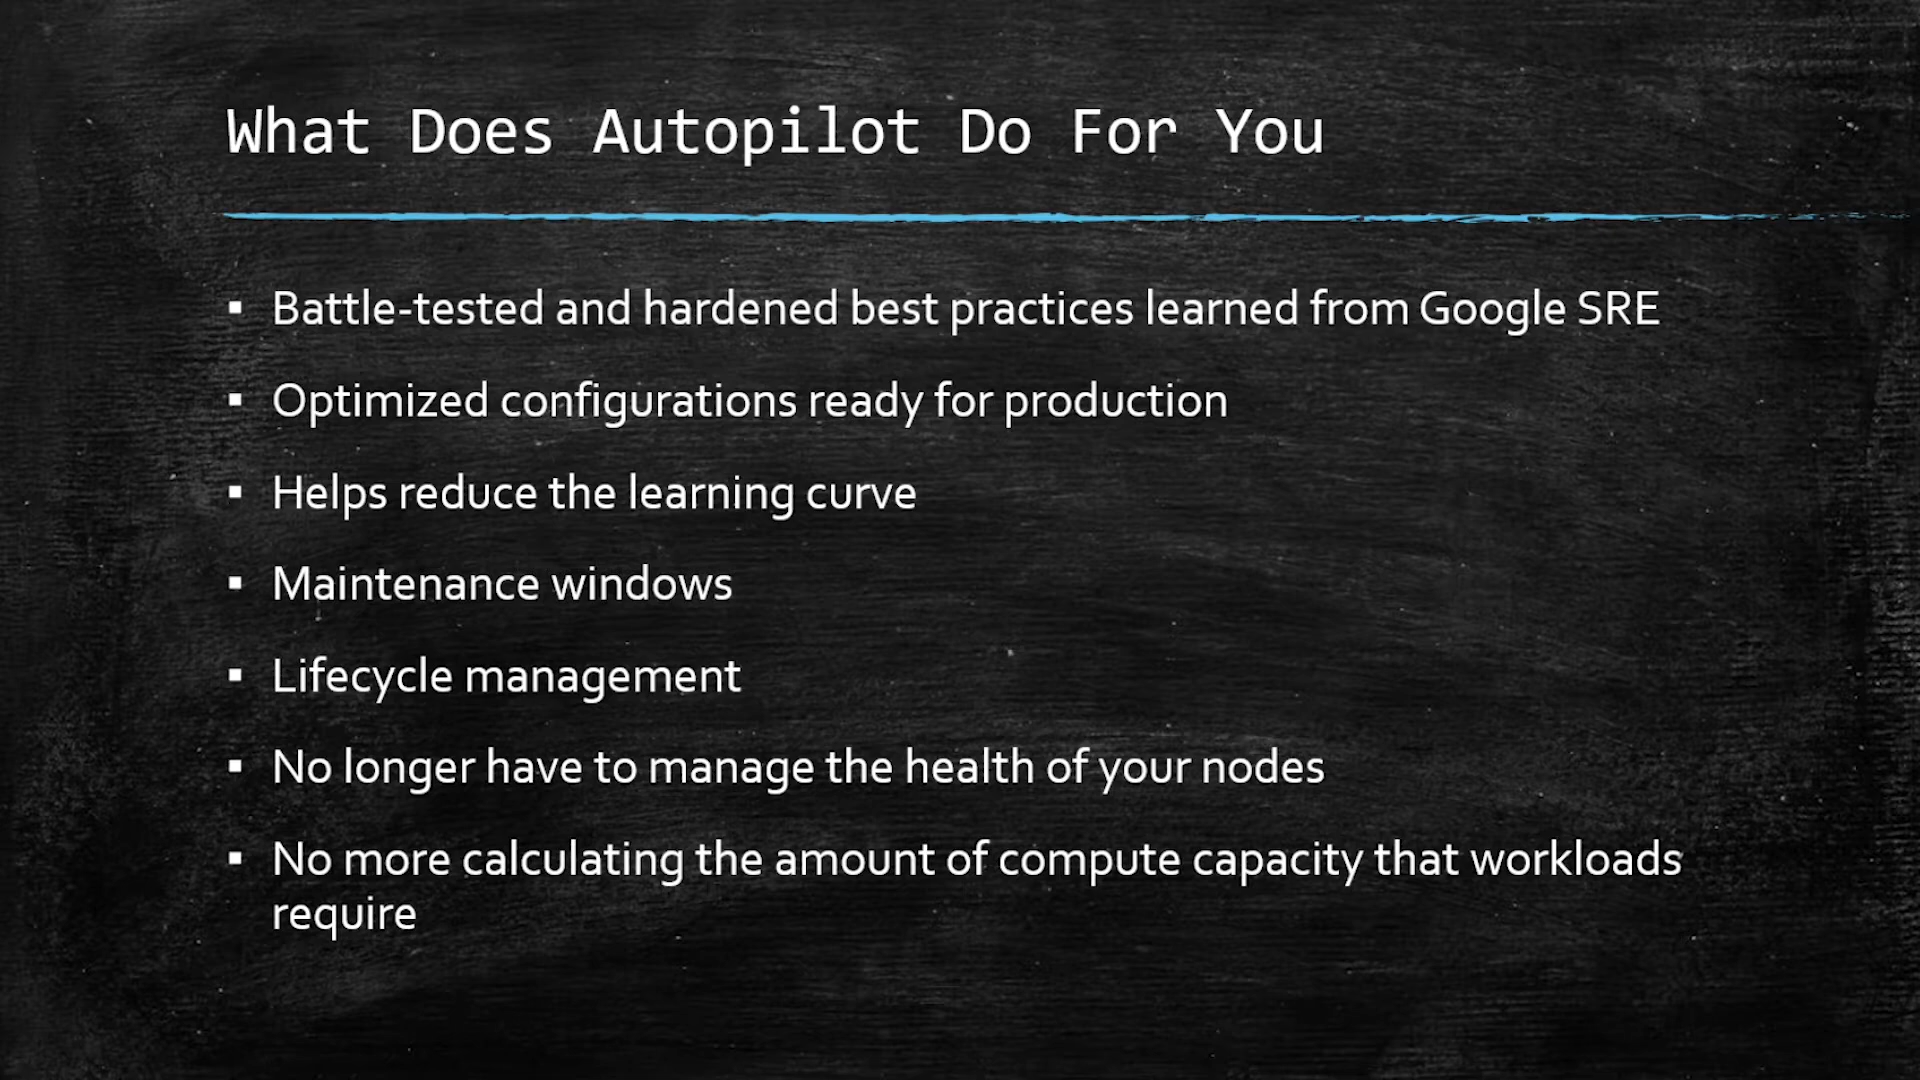 What Does Autopilot Do For You
▪ Battle-tested and hardened best practices learned from Google SRE
▪ Optimized configurations ready for production
▪ Helps reduce the learning curve
▪ Maintenance windows
▪ Lifecycle management
▪ No longer have to manage the health of your nodes
▪ No more calculating the amount of compute capacity that workloads
require